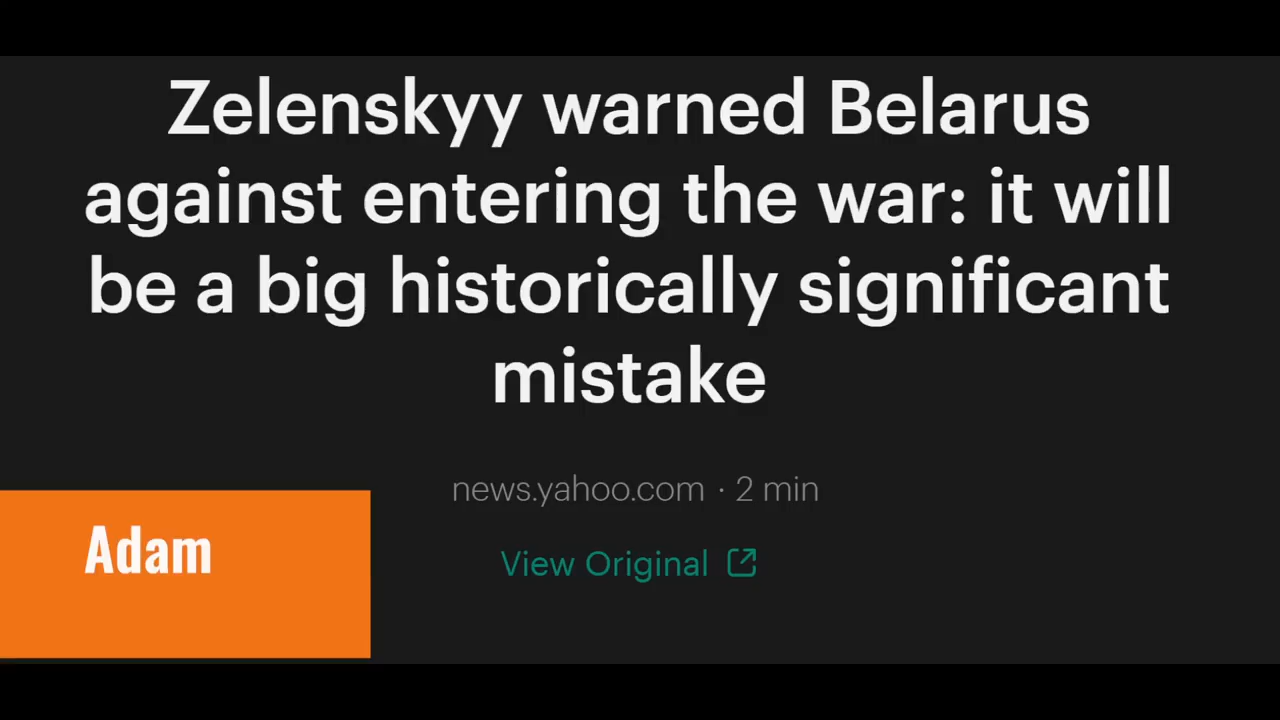 Zelenskyy warned Belarus
against entering the war: it will
be a big historically significant
mistake
news.yahoo.com · 2 min
View Original
Adam